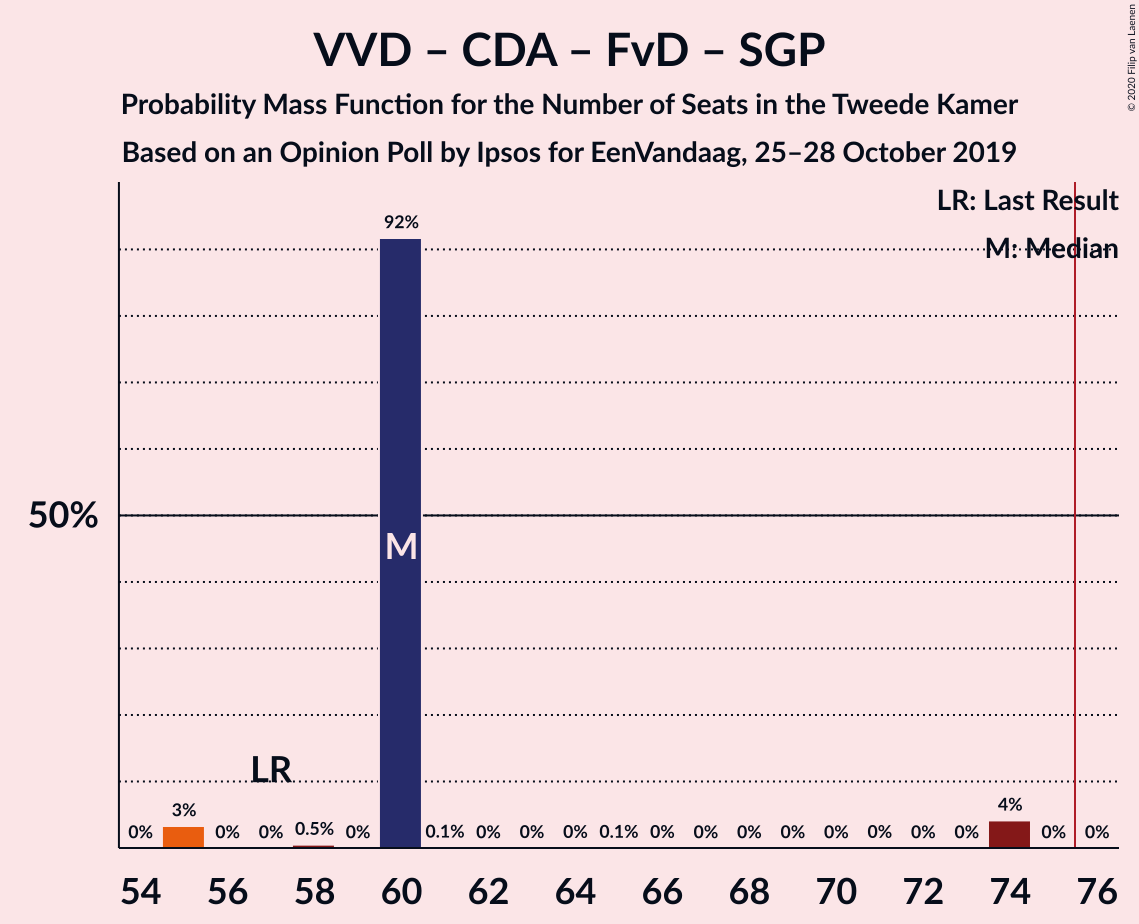 VVD – CDA – FvD – SGP
Probability Mass Function for the Number of Seats in the Tweede Kamer
Based on an Opinion Poll by Ipsos for EenVandaag, 25–28 October 2019
© 2020 Filip van Laenen
LR: Last Result
M: Median
50%
0% 3% 0% 0% 0.5% 0% 92% 0.1% 0% 0% 0% 0.1% 0% 0% 0% 0% 0% 0% 0% 0% 4% 0% 0%
M
LR
54 56 58 60 62 64 66 68 70 72 74 76